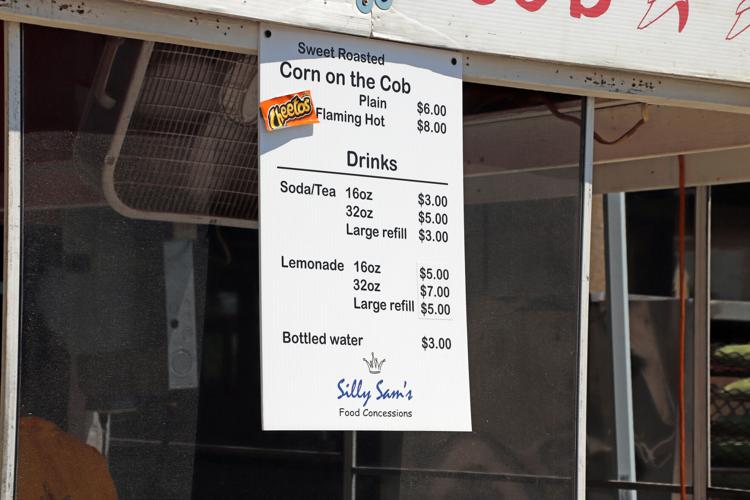 Cob
Sweet Roasted
Corn on the Cob
Plain $6.00
Cheetos Flaming Hot $8.00
Drinks
Soda/Tea 16oz $3.00
32oz $5.00
Large refill $3.00
Lemonade 16oz $5.00
32oz $7.00
Large refill $5.00
Bottled water $3.00
Silly Sam's
Food Concessions